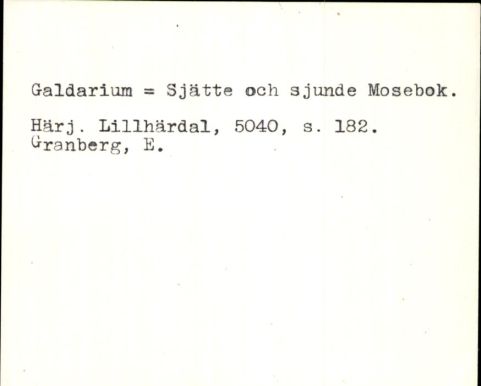 Galdarium = Sjätte och sjunde Mosebok.
Härj. Lillhärdal, 5040, s. 182.
Granberg, E.